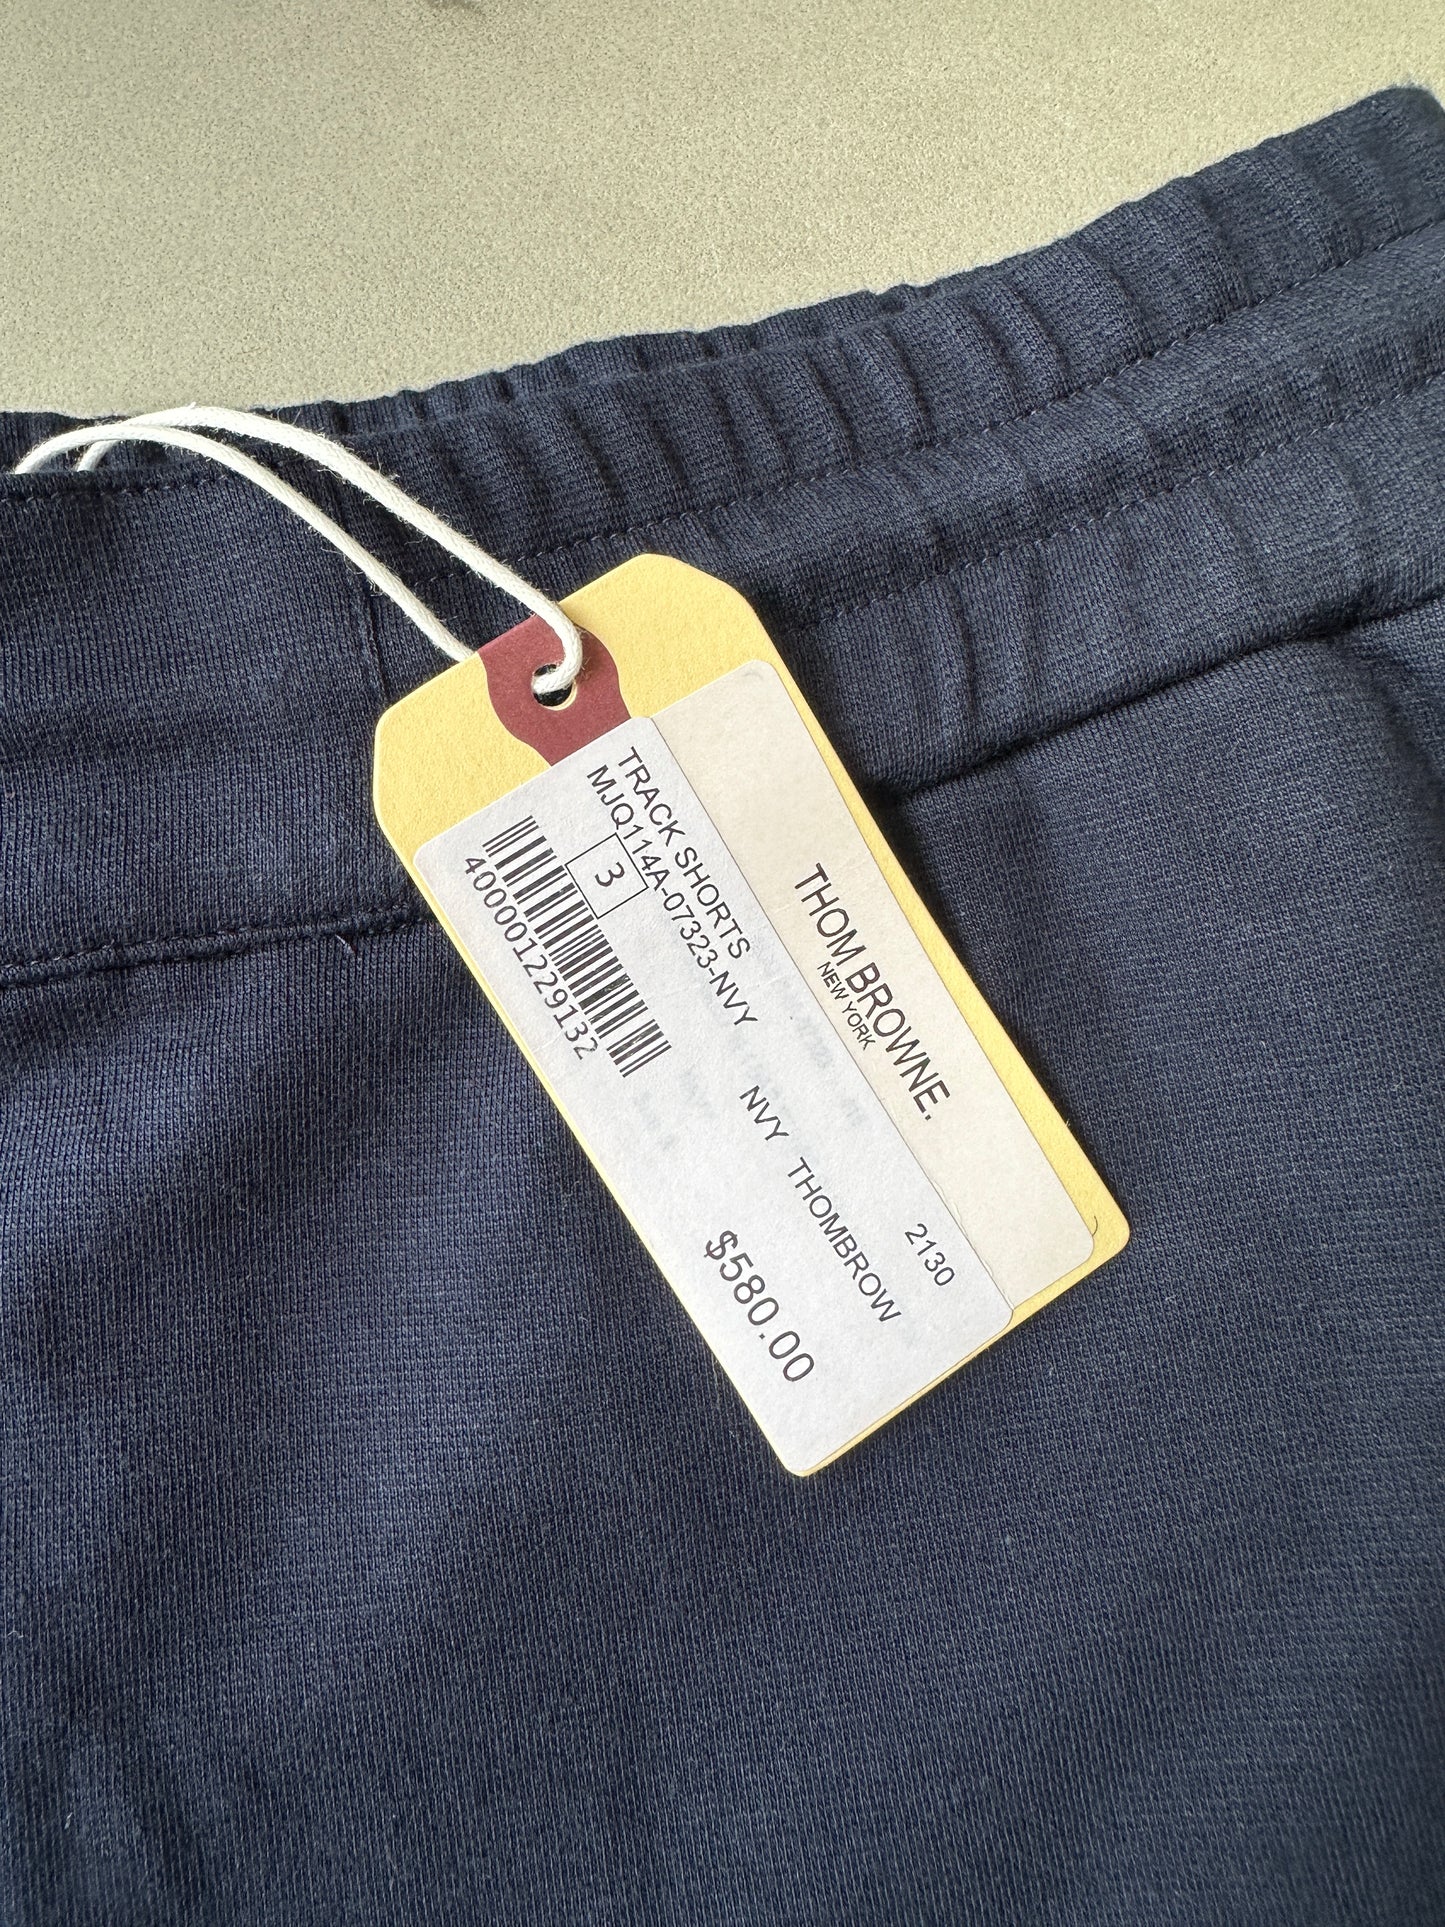 THOM BROWNE.
NEW YORK
TRACK SHORTS
MJQ114A-07323-NVY
3
400001229132
2130
NVY THOMBROW
$580.00